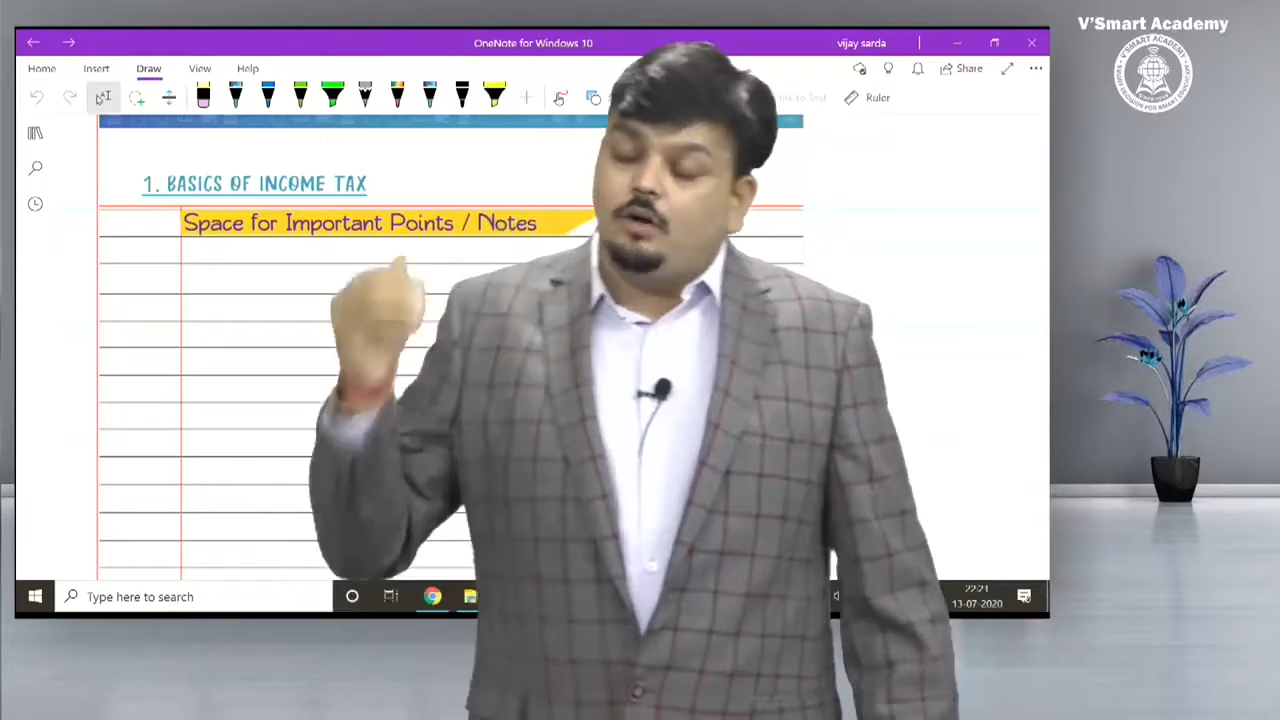 V'Smart Academy
OneNote for Windows 10
vijay sarda
Home
Insert
Draw
View
Help
Share
Ruler
1. BASICS OF INCOME TAX
Space for Important Points / Notes
Type here to search
22:21
13-07-2020